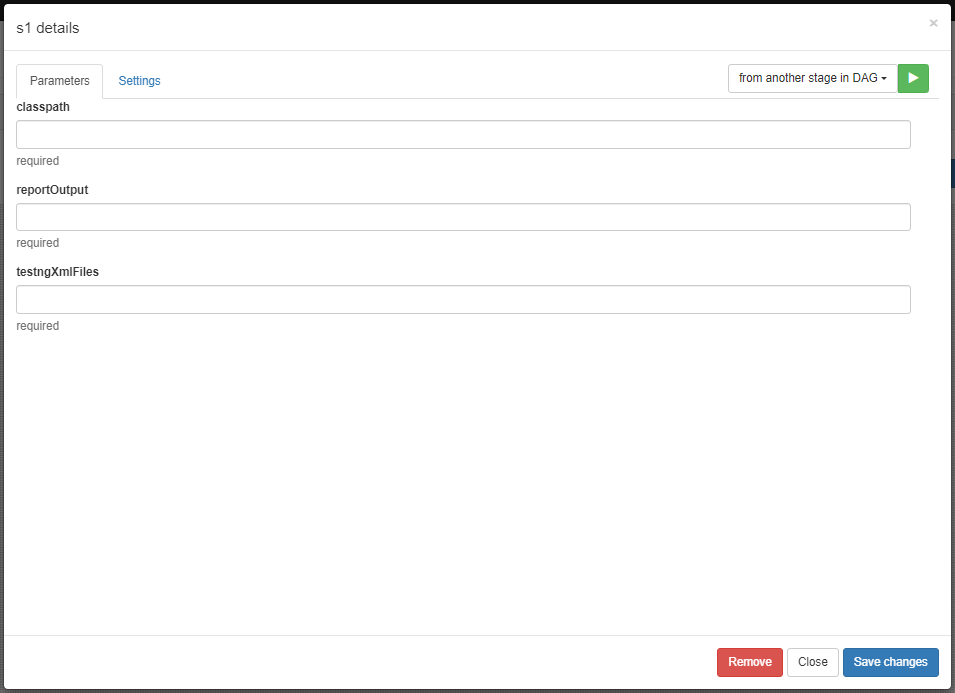 s1 details
×
Parameters
Settings
from another stage in DAG
classpath
required
reportOutput
required
testngXmlFiles
required
Remove
Close
Save changes